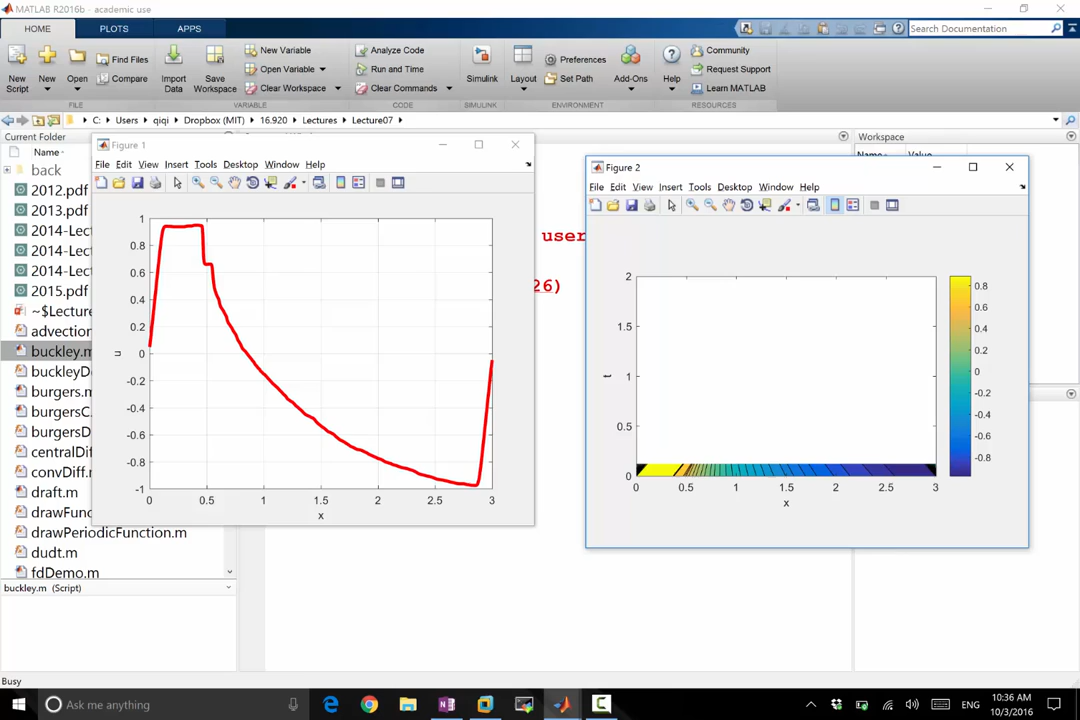 MATLAB R2016b - academic use
HOME PLOTS APPS
Search Documentation
New Script
New
Open
Find Files
Compare
Import Data
Save Workspace
New Variable
Open Variable
Clear Workspace
Analyze Code
Run and Time
Clear Commands
Simulink
Layout
Preferences
Set Path
Add-Ons
Help
Community
Request Support
Learn MATLAB
FILE VARIABLE CODE SIMULINK ENVIRONMENT RESOURCES
C: Users qiqi Dropbox (MIT) 16.920 Lectures Lecture07
Current Folder
Name
back
2012.pdf
2013.pdf
2014-Lec
2014-Lec
2014-Lec
2015.pdf
~$Lecture
advection
buckley.m
buckleyD
burgers.m
burgersC.
burgersD
centralDif
convDiff.
draft.m
drawFunc
drawPeriodicFunction.m
dudt.m
fdDemo.m
buckley.m (Script)
Workspace
Name Value
user
26)
Figure 1
File Edit View Insert Tools Desktop Window Help
1
0.8
0.6
0.4
0.2
0
-0.2
-0.4
-0.6
-0.8
-1
u
0 0.5 1 1.5 2 2.5 3
x
Figure 2
File Edit View Insert Tools Desktop Window Help
2
1.5
1
0.5
0
t
0 0.5 1 1.5 2 2.5 3
x
0.8
0.6
0.4
0.2
0
-0.2
-0.4
-0.6
-0.8
Busy
Ask me anything
ENG
10:36 AM
10/3/2016